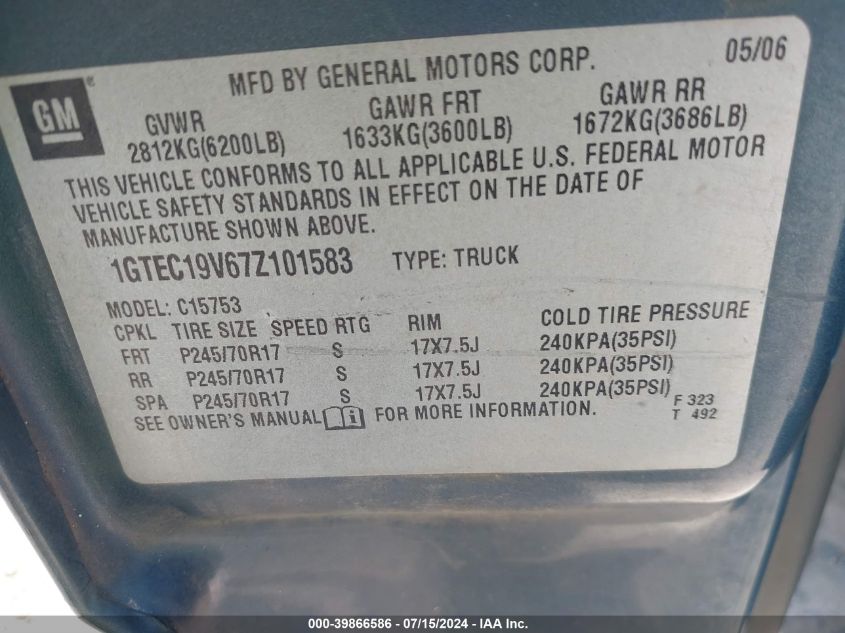 MFD BY GENERAL MOTORS CORP. 05/06
GM®
GVWR GAWR FRT GAWR RR
2812KG(6200LB) 1633KG(3600LB) 1672KG(3686LB)
THIS VEHICLE CONFORMS TO ALL APPLICABLE U.S. FEDERAL MOTOR
VEHICLE SAFETY STANDARDS IN EFFECT ON THE DATE OF
MANUFACTURE SHOWN ABOVE.
1GTEC19V67Z101583 TYPE: TRUCK
MODEL: C15753
CPKL TIRE SIZE SPEED RTG RIM COLD TIRE PRESSURE
FRT P245/70R17 S 17X7.5J 240KPA(35PSI)
RR P245/70R17 S 17X7.5J 240KPA(35PSI)
SPA P245/70R17 S 17X7.5J 240KPA(35PSI)
SEE OWNER'S MANUAL i FOR MORE INFORMATION.
F 323
T 492
000-39866586 - 07/15/2024 - IAA Inc.